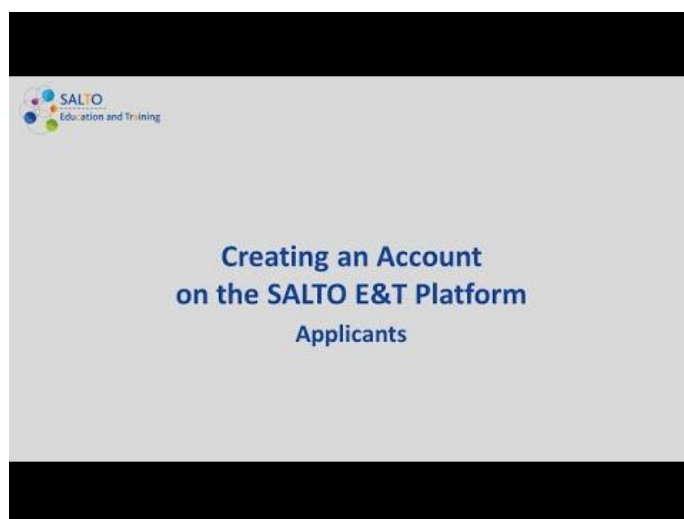 SALTO
Education and Training
Creating an Account
on the SALTO E&T Platform
Applicants